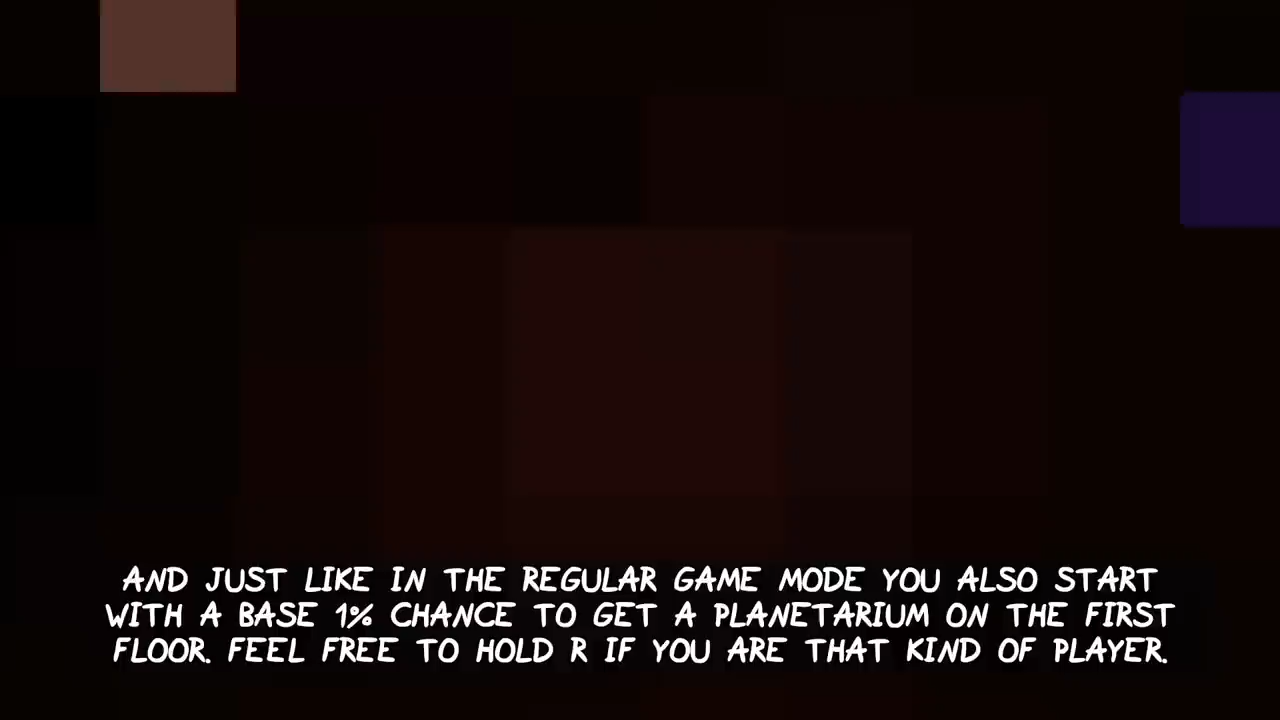 AND JUST LIKE IN THE REGULAR GAME MODE YOU ALSO START
WITH A BASE 1% CHANCE TO GET A PLANETARIUM ON THE FIRST
FLOOR. FEEL FREE TO HOLD R IF YOU ARE THAT KIND OF PLAYER.